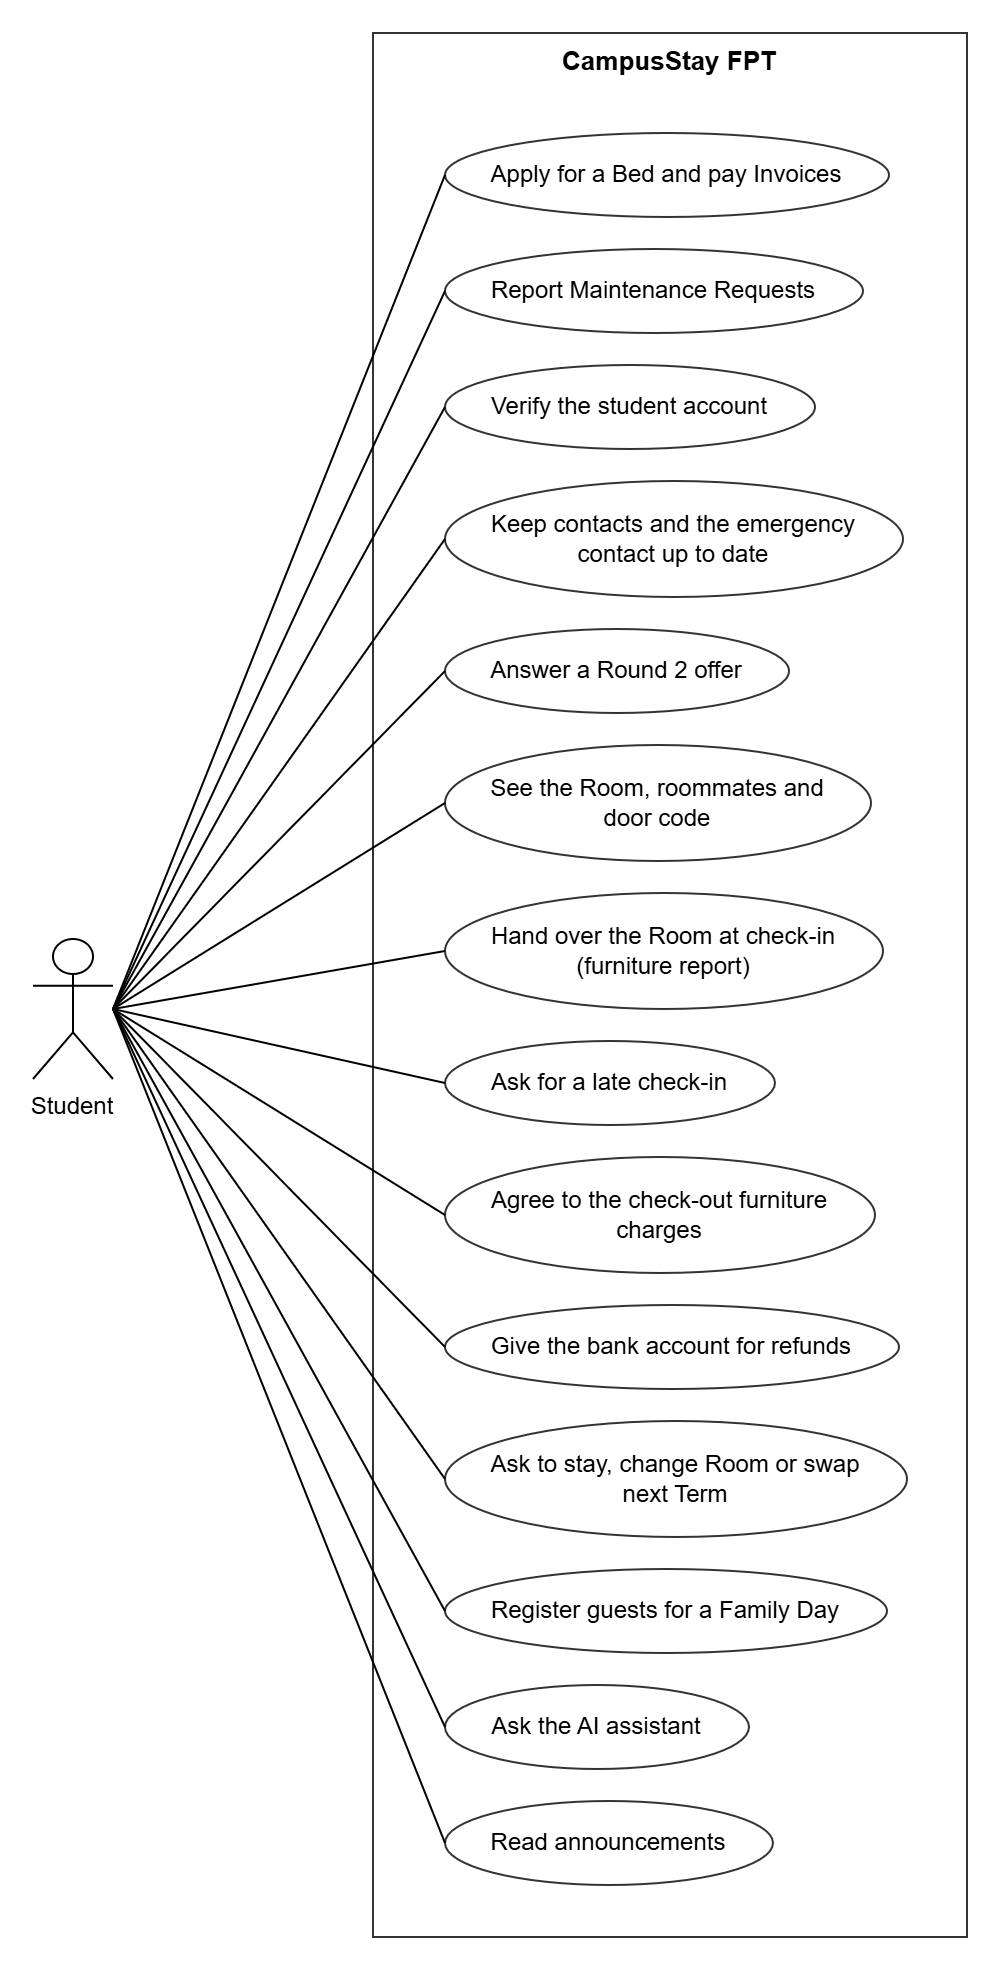 CampusStay FPT
Apply for a Bed and pay Invoices
Report Maintenance Requests
Verify the student account
Keep contacts and the emergency
contact up to date
Answer a Round 2 offer
See the Room, roommates and
door code
Hand over the Room at check-in
(furniture report)
Ask for a late check-in
Student
Agree to the check-out furniture
charges
Give the bank account for refunds
Ask to stay, change Room or swap
next Term
Register guests for a Family Day
Ask the AI assistant
Read announcements